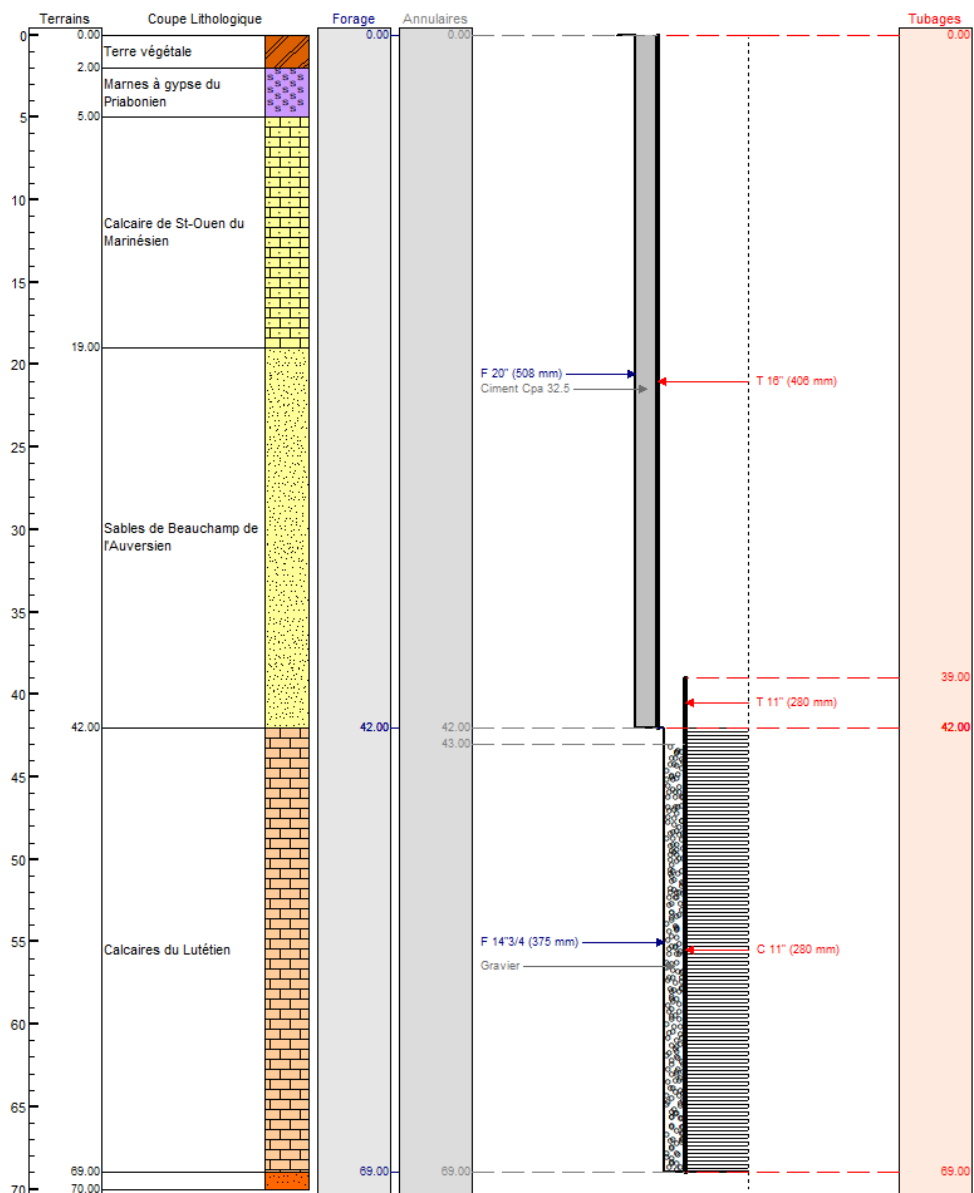 Terrains Coupe Lithologique Forage Annulaires Tubages
0 0.00 0.00 0.00 0.00
Terre végétale
2.00
Marnes à gypse du
Priabonien
5 5.00
10
Calcaire de St-Ouen du
Marinésien
15
19.00
20
F 20" (508 mm) T 16" (406 mm)
Ciment Cpa 32.5
25
30
Sables de Beauchamp de
l'Auversien
35
39.00
40
T 11" (280 mm)
42.00 42.00 42.00 42.00
43.00
45
50
55
F 14"3/4 (375 mm)
Calcaires du Lutétien C 11" (280 mm)
Gravier
60
65
69.00 69.00 69.00 69.00
70 70.00